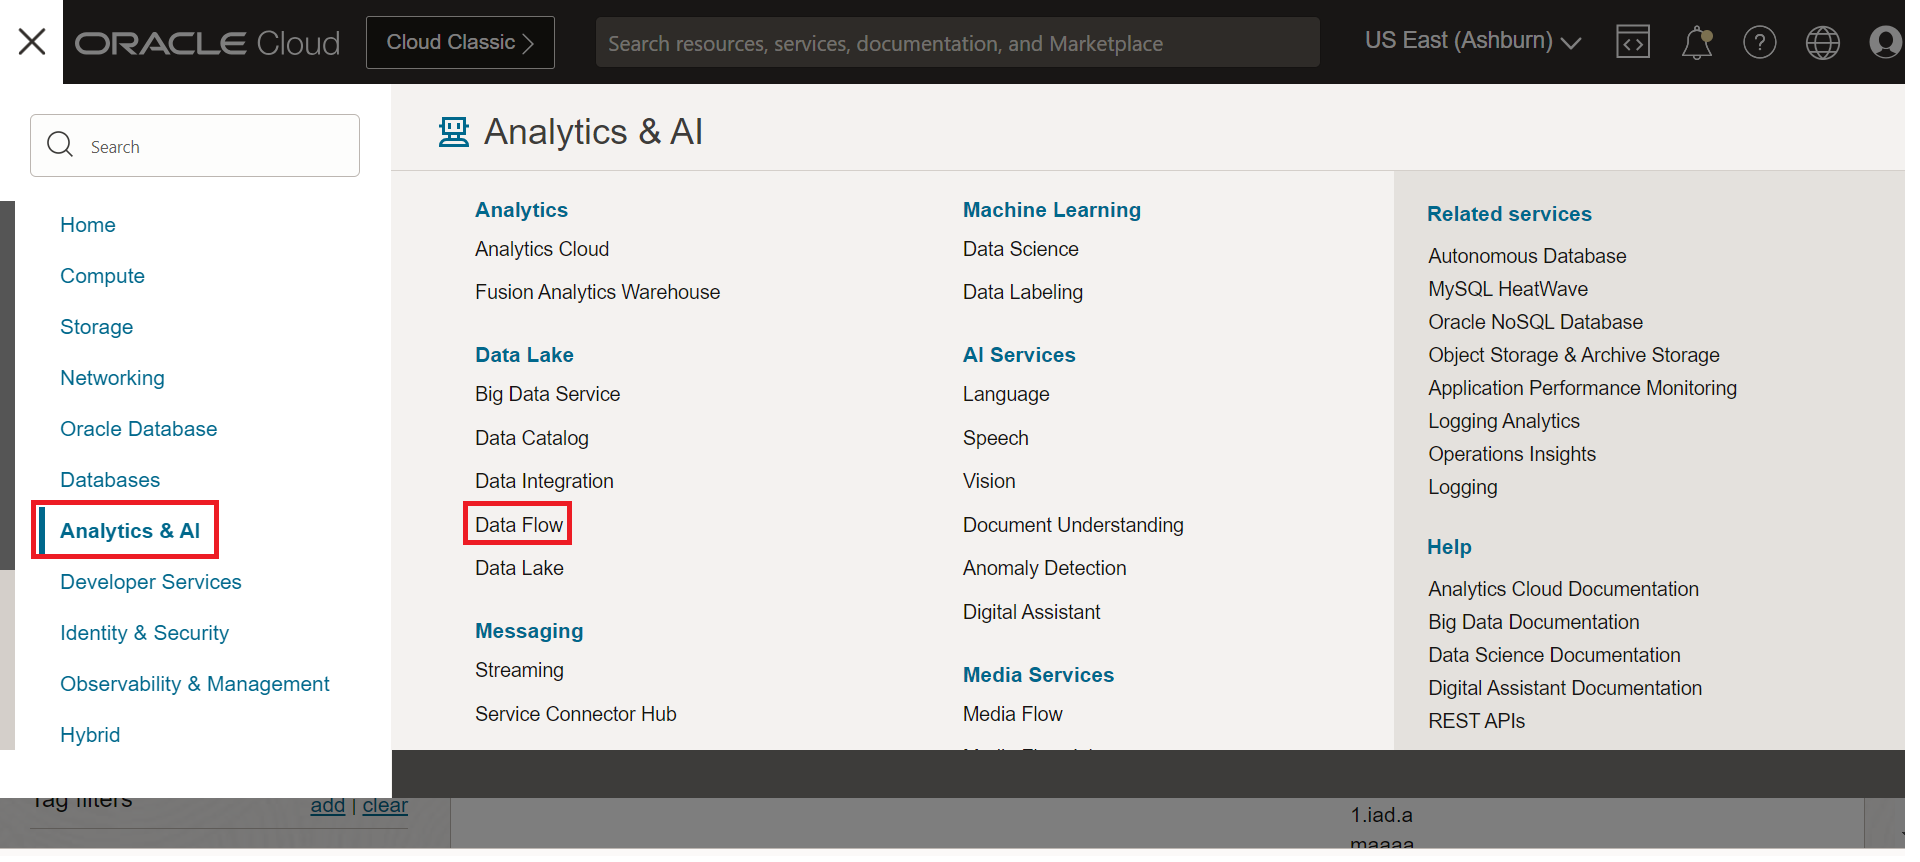 ORACLE Cloud
Cloud Classic
Search resources, services, documentation, and Marketplace
US East (Ashburn)
Search
Home
Compute
Storage
Networking
Oracle Database
Databases
Analytics & AI
Developer Services
Identity & Security
Observability & Management
Hybrid
Analytics & AI
Analytics
Analytics Cloud
Fusion Analytics Warehouse
Data Lake
Big Data Service
Data Catalog
Data Integration
Data Flow
Data Lake
Messaging
Streaming
Service Connector Hub
Machine Learning
Data Science
Data Labeling
AI Services
Language
Speech
Vision
Document Understanding
Anomaly Detection
Digital Assistant
Media Services
Media Flow
Related services
Autonomous Database
MySQL HeatWave
Oracle NoSQL Database
Object Storage & Archive Storage
Application Performance Monitoring
Logging Analytics
Operations Insights
Logging
Help
Analytics Cloud Documentation
Big Data Documentation
Data Science Documentation
Digital Assistant Documentation
REST APIs
Tag filters
add | clear
1.iad.a
maaaa